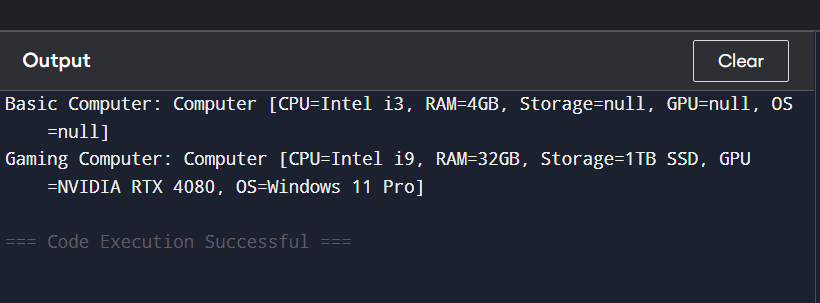 Output
Clear
Basic Computer: Computer [CPU=Intel i3, RAM=4GB, Storage=null, GPU=null, OS
=null]
Gaming Computer: Computer [CPU=Intel i9, RAM=32GB, Storage=1TB SSD, GPU
=NVIDIA RTX 4080, OS=Windows 11 Pro]
=== Code Execution Successful ===